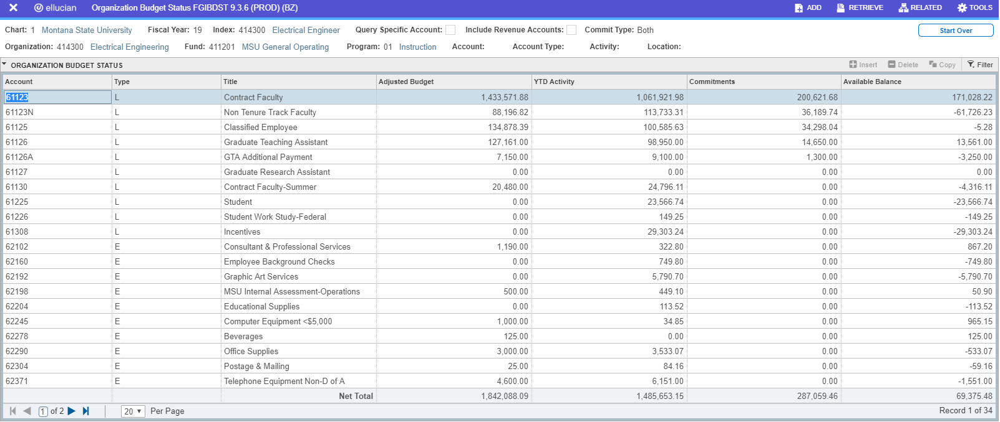 ellucian Organization Budget Status FGIBDST 9.3.6 (PROD) (BZ) ADD RETRIEVE RELATED TOOLS
Chart: 1 Montana State University Fiscal Year: 19 Index: 414300 Electrical Engineer Query Specific Account: Include Revenue Accounts: Commit Type: Both Start Over
Organization: 414300 Electrical Engineering Fund: 411201 MSU General Operating Program: 01 Instruction Account: Account Type: Activity: Location:
ORGANIZATION BUDGET STATUS Insert Delete Copy Filter
Account Type Title Adjusted Budget YTD Activity Commitments Available Balance
61123 L Contract Faculty 1,433,571.88 1,061,921.98 200,621.68 171,028.22
61123N L Non Tenure Track Faculty 88,196.82 113,733.31 36,189.74 -61,726.23
61125 L Classified Employee 134,878.39 100,585.63 34,298.04 -5.28
61126 L Graduate Teaching Assistant 127,161.00 98,950.00 14,650.00 13,561.00
61126A L GTA Additional Payment 7,150.00 9,100.00 1,300.00 -3,250.00
61127 L Graduate Research Assistant 0.00 0.00 0.00 0.00
61130 L Contract Faculty-Summer 20,480.00 24,796.11 0.00 -4,316.11
61225 L Student 0.00 23,566.74 0.00 -23,566.74
61226 L Student Work Study-Federal 0.00 149.25 0.00 -149.25
61308 L Incentives 0.00 29,303.24 0.00 -29,303.24
62102 E Consultant & Professional Services 1,190.00 322.80 0.00 867.20
62160 E Employee Background Checks 0.00 749.80 0.00 -749.80
62192 E Graphic Art Services 0.00 5,790.70 0.00 -5,790.70
62198 E MSU Internal Assessment-Operations 500.00 449.10 0.00 50.90
62204 E Educational Supplies 0.00 113.52 0.00 -113.52
62245 E Computer Equipment <$5,000 1,000.00 34.85 0.00 965.15
62278 E Beverages 125.00 0.00 0.00 125.00
62290 E Office Supplies 3,000.00 3,533.07 0.00 -533.07
62304 E Postage & Mailing 25.00 84.16 0.00 -59.16
62371 E Telephone Equipment Non-D of A 4,600.00 6,151.00 0.00 -1,551.00
Net Total 1,842,088.09 1,485,653.15 287,059.46 69,375.48
1 of 2 20 Per Page Record 1 of 34